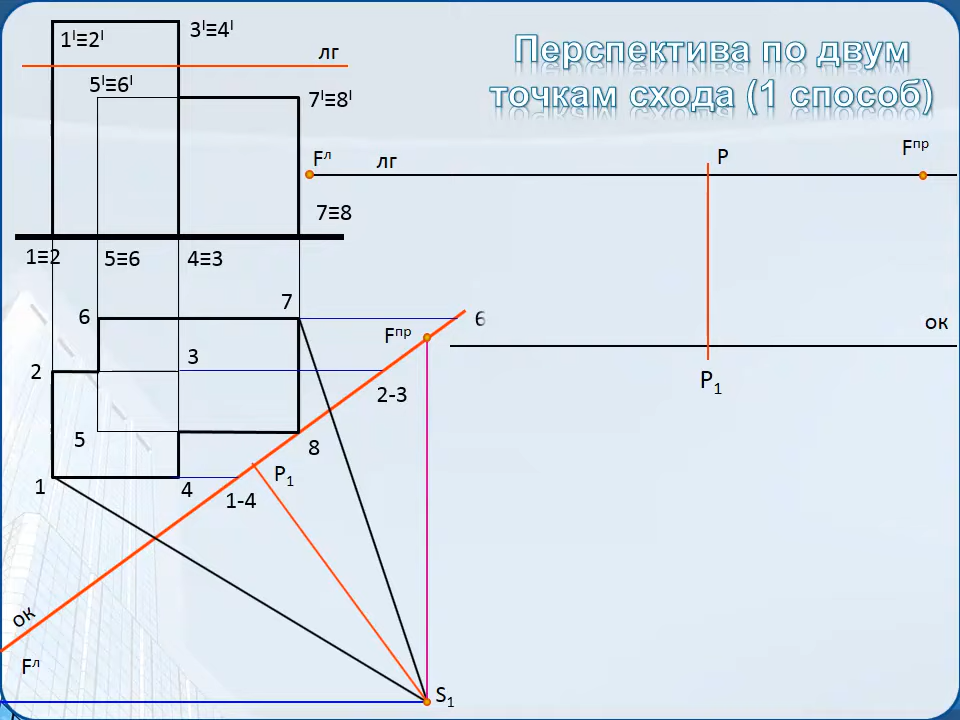 Перспектива по двум
точкам схода (1 способ)
1ᴵ≡2ᴵ
3ᴵ≡4ᴵ
лг
5ᴵ≡6ᴵ
7ᴵ≡8ᴵ
Fᴫ
лг
P
Fᵖʳ
7≡8
1≡2
5≡6
4≡3
7
6
6
Fпр
ок
3
2
2-3
P₁
5
8
P₁
1
4
1-4
ок
Fл
S₁